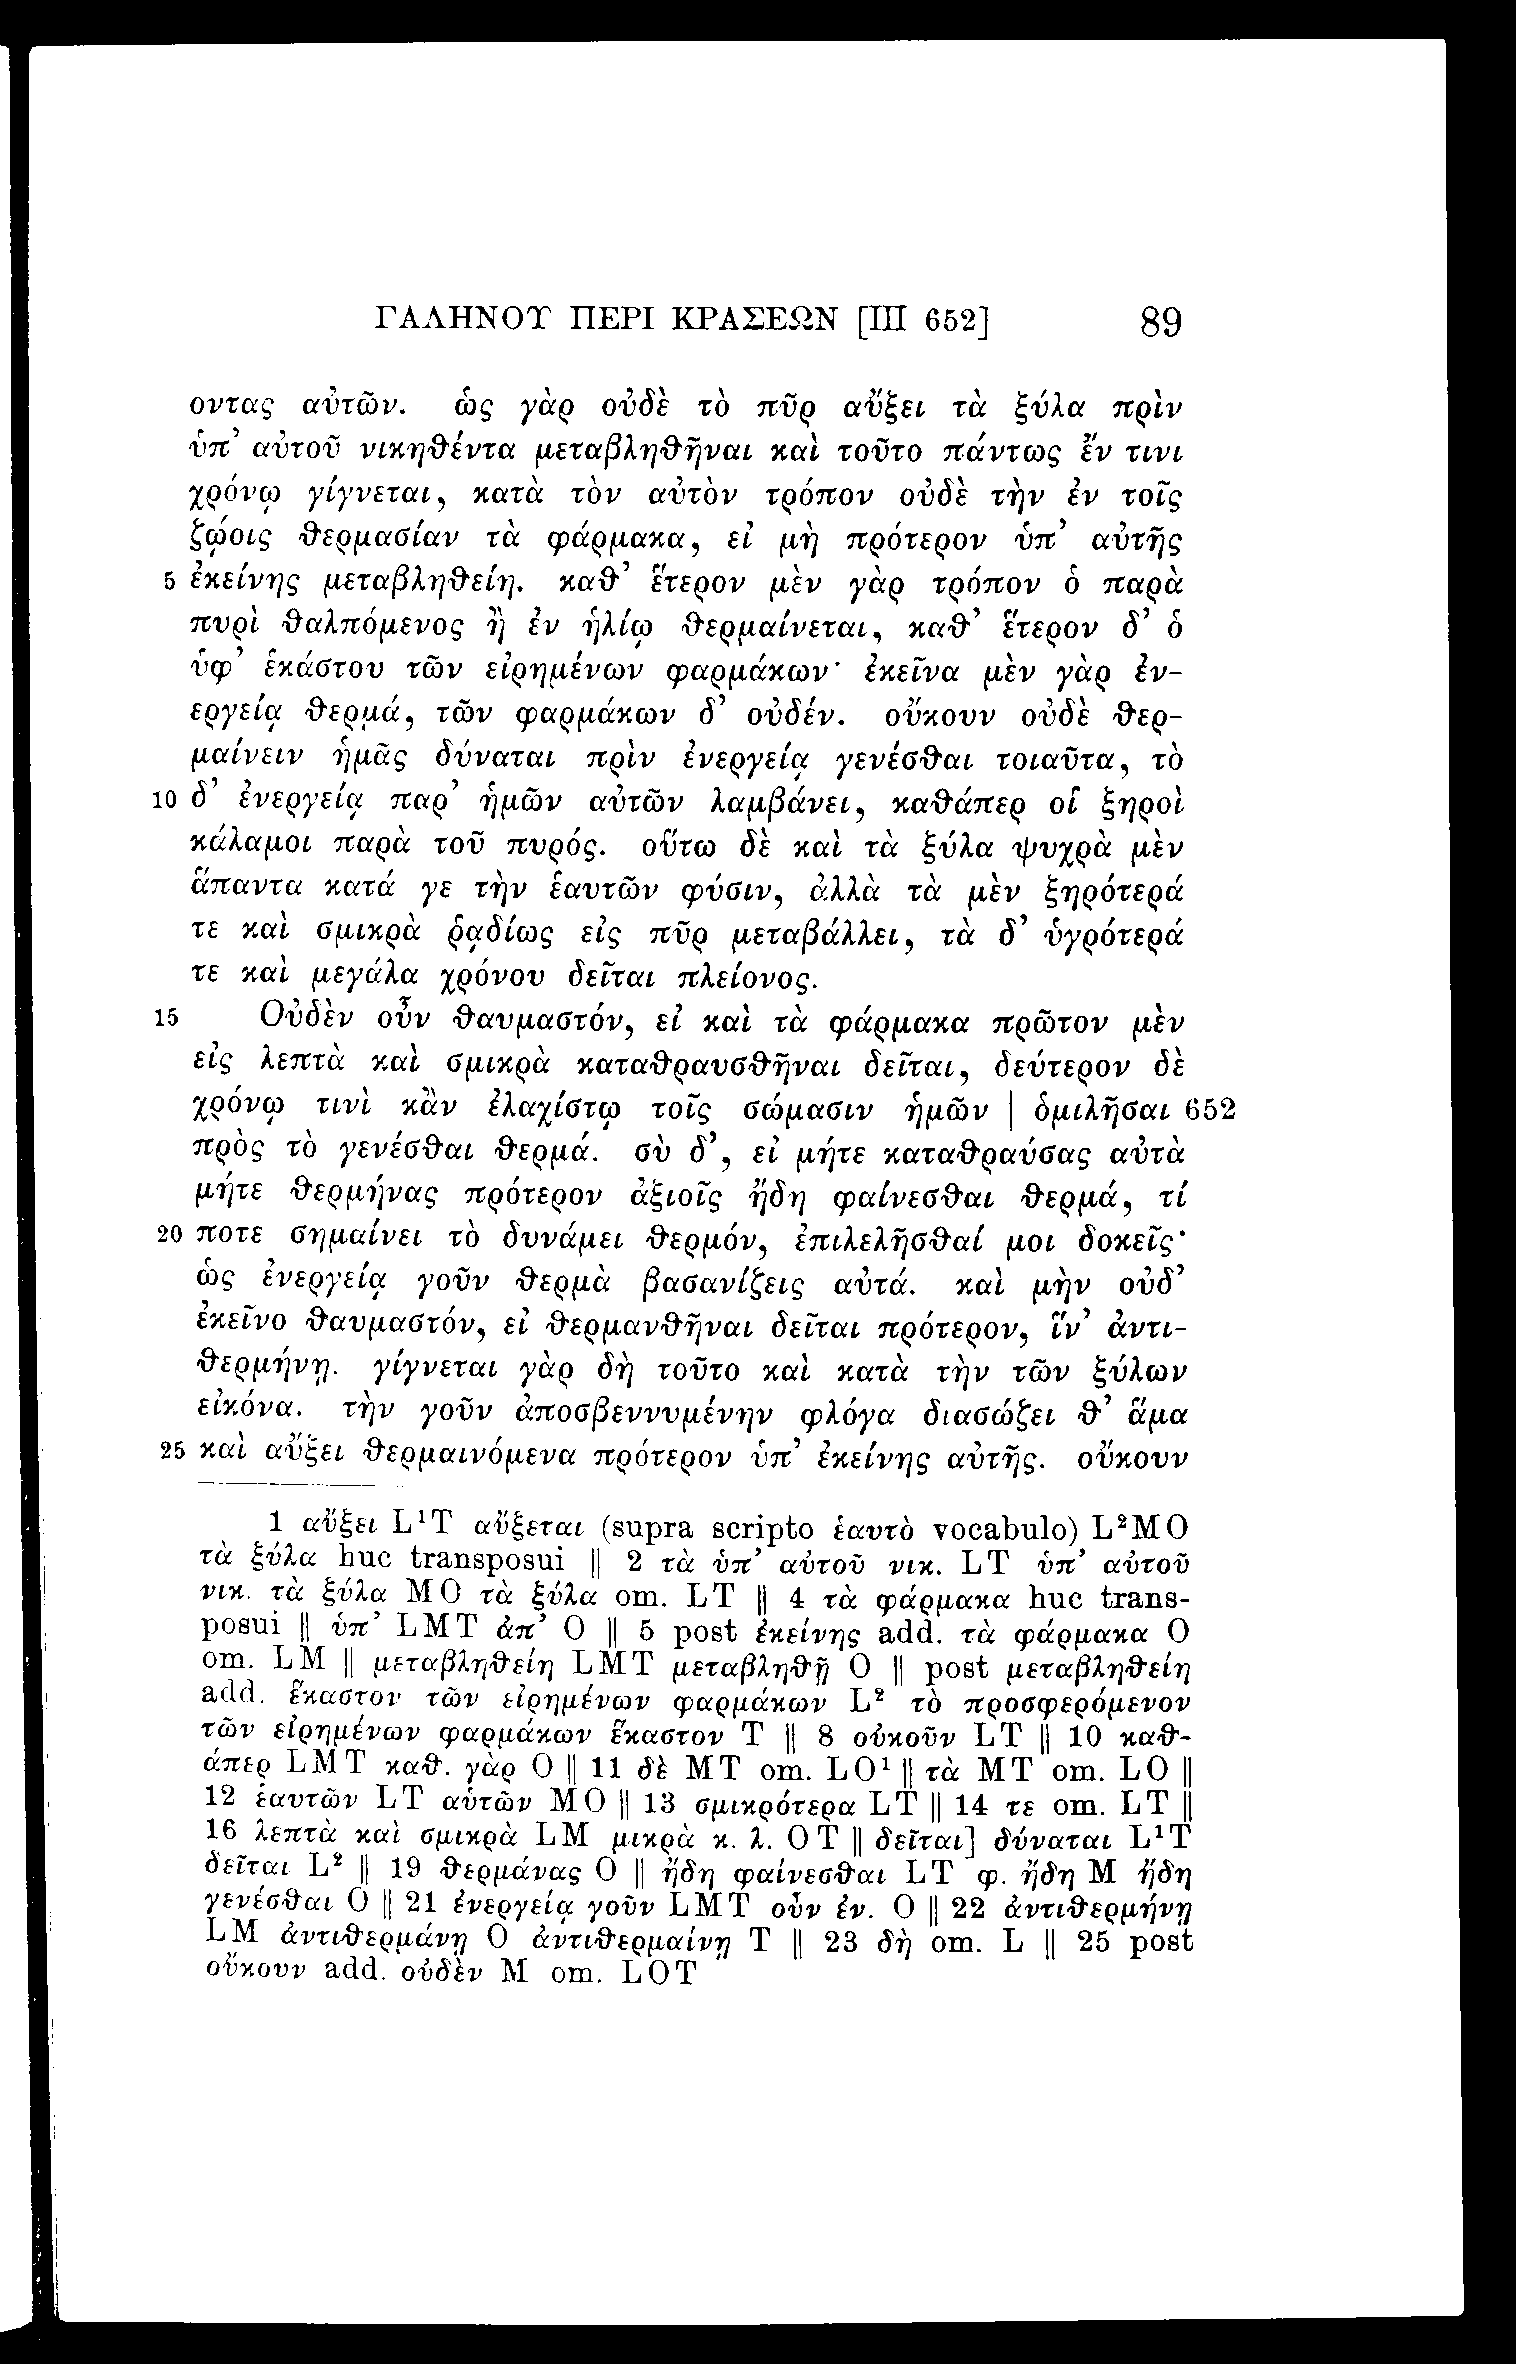 ΓΑΛΗΝΟΥ ΠΕΡΙ ΚΡΑΣΕΩΝ [III 652] 89
οντας αὐτῶν. ὡς γὰρ οὐδὲ τὸ πῦρ αὔξει τὰ ξύλα πρὶν
ὑπ’ αὐτοῦ νικηθέντα μεταβληθῆναι καὶ τοῦτο πάντως ἔν τινι
χρόνῳ γίγνεται, κατὰ τὸν αὐτὸν τρόπον οὐδὲ τὴν ἐν τοῖς
ζῴοις θερμασίαν τὰ φάρμακα, εἰ μὴ πρότερον ὑπ’ αὐτῆς
5 ἐκείνης μεταβληθείη. καθ’ ἕτερον μὲν γὰρ τρόπον ὁ παρὰ
πυρὶ θαλπόμενος ἢ ἐν ἡλίῳ θερμαίνεται, καθ’ ἕτερον δ’ ὁ
ὑφ’ ἑκάστου τῶν εἰρημένων φαρμάκων· ἐκεῖνα μὲν γὰρ ἐν-
εργείᾳ θερμά, τῶν φαρμάκων δ’ οὐδέν. οὔκουν οὐδὲ θερ-
μαίνειν ἡμᾶς δύναται πρὶν ἐνεργείᾳ γενέσθαι τοιαῦτα, τὸ
10 δ’ ἐνεργείᾳ παρ’ ἡμῶν αὐτῶν λαμβάνει, καθάπερ οἱ ξηροὶ
κάλαμοι παρὰ τοῦ πυρός. οὕτω δὲ καὶ τὰ ξύλα ψυχρὰ μὲν
ἅπαντα κατά γε τὴν ἑαυτῶν φύσιν, ἀλλὰ τὰ μὲν ξηρότερά
τε καὶ σμικρὰ ῥᾳδίως εἰς πῦρ μεταβάλλει, τὰ δ’ ὑγρότερά
τε καὶ μεγάλα χρόνου δεῖται πλείονος.
15 Οὐδὲν οὖν θαυμαστόν, εἰ καὶ τὰ φάρμακα πρῶτον μὲν
εἰς λεπτὰ καὶ σμικρὰ καταθραυσθῆναι δεῖται, δεύτερον δὲ
χρόνῳ τινὶ κἂν ἐλαχίστῳ τοῖς σώμασιν ἡμῶν | ὁμιλῆσαι 652
πρὸς τὸ γενέσθαι θερμά. σὺ δ’, εἰ μήτε καταθραύσας αὐτὰ
μήτε θερμήνας πρότερον ἀξιοῖς ἤδη φαίνεσθαι θερμά, τί
20 ποτε σημαίνει τὸ δυνάμει θερμόν, ἐπιλελῆσθαί μοι δοκεῖς·
ὡς ἐνεργείᾳ γοῦν θερμὰ βασανίζεις αὐτά. καὶ μὴν οὐδ’
ἐκεῖνο θαυμαστόν, εἰ θερμανθῆναι δεῖται πρότερον, ἵν’ ἀντι-
θερμήνῃ. γίγνεται γὰρ δὴ τοῦτο καὶ κατὰ τὴν τῶν ξύλων
εἰκόνα. τὴν γοῦν ἀποσβεννυμένην φλόγα διασώζει θ’ ἅμα
25 καὶ αὔξει θερμαινόμενα πρότερον ὑπ’ ἐκείνης αὐτῆς. οὔκουν
1 αὔξει L¹T αὔξεται (supra scripto ἑαυτὸ vocabulo) L²MO
τὰ ξύλα huc transposui || 2 τὰ ὑπ’ αὐτοῦ νικ. LT ὑπ’ αὐτοῦ
νικ. τὰ ξύλα MO τὰ ξύλα om. LT || 4 τὰ φάρμακα huc trans-
posui || ὑπ’ LMT ἀπ’ O || 5 post ἐκείνης add. τὰ φάρμακα O
om. LM || μεταβληθείη LMT μεταβληθῇ O || post μεταβληθείη
add. ἕκαστον τῶν εἰρημένων φαρμάκων L² τὸ προσφερόμενον
τῶν εἰρημένων φαρμάκων ἕκαστον T || 8 οὐκοῦν LT || 10 καθ-
άπερ LMT καθ. γὰρ O || 11 δὲ MT om. LO¹ || τὰ MT om. LO ||
12 ἑαυτῶν LT αὑτῶν MO || 13 σμικρότερα LT || 14 τε om. LT ||
16 λεπτὰ καὶ σμικρὰ LM μικρὰ κ. λ. OT || δεῖται] δύναται L¹T
δεῖται L² || 19 θερμάνας O || ἤδη φαίνεσθαι LT φ. ἤδη M ἤδη
γενέσθαι O || 21 ἐνεργείᾳ γοῦν LMT οὖν ἐν. O || 22 ἀντιθερμήνῃ
LM ἀντιθερμάνῃ O ἀντιθερμαίνῃ T || 23 δὴ om. L || 25 post
οὔκουν add. οὐδὲν M om. LOT